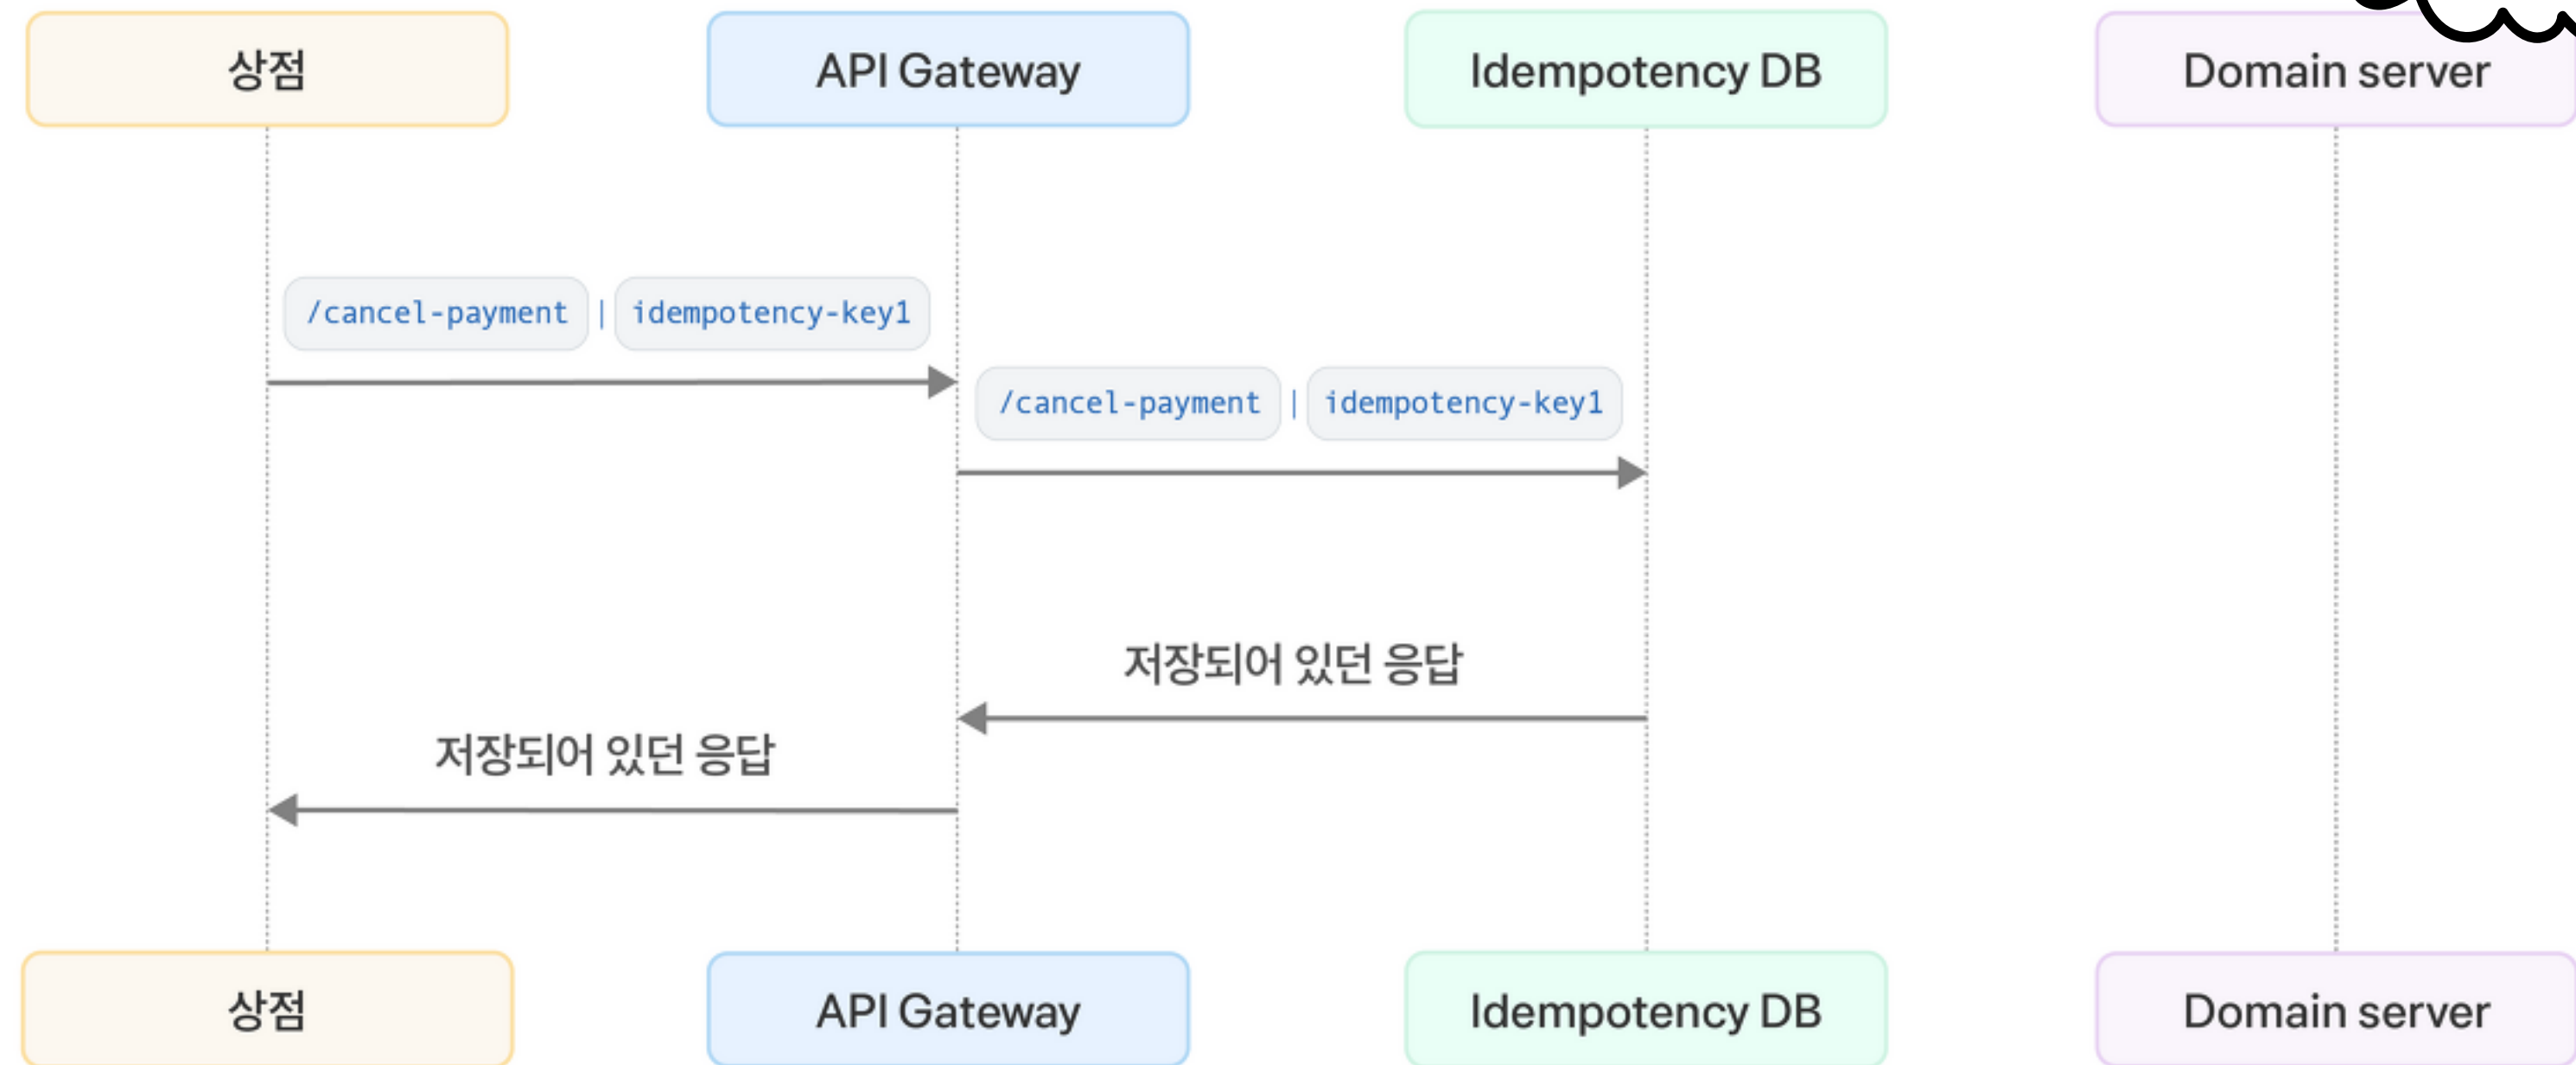 상점
API Gateway
Idempotency DB
Domain server
/cancel-payment | idempotency-key1
/cancel-payment | idempotency-key1
저장되어 있던 응답
저장되어 있던 응답
상점
API Gateway
Idempotency DB
Domain server